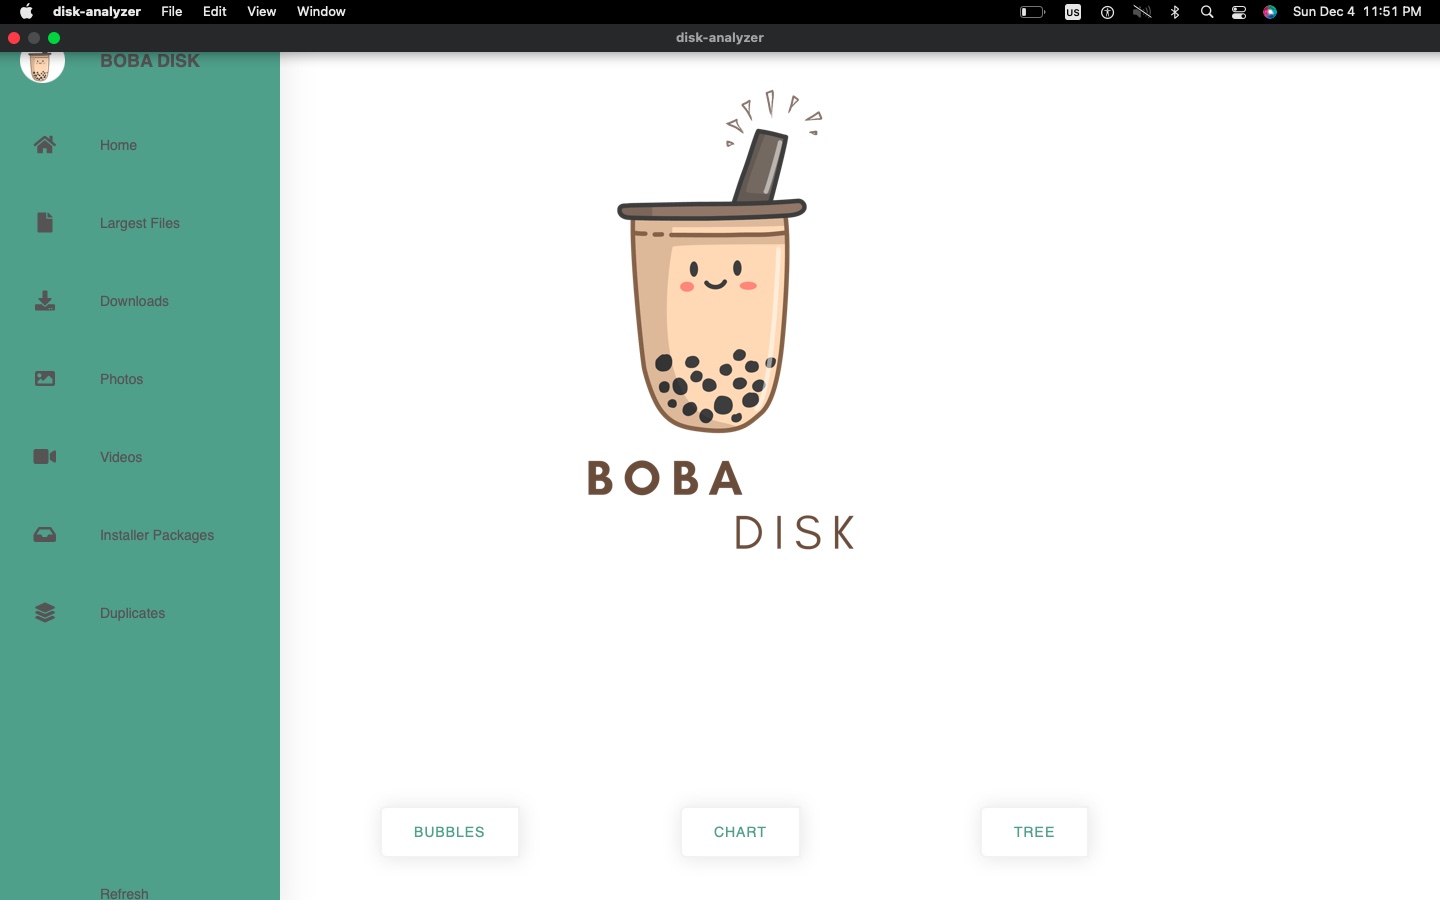 disk-analyzer File Edit View Window US Sun Dec 4 11:51 PM
disk-analyzer
BOBA DISK
Home
Largest Files
Downloads
Photos
Videos
Installer Packages
Duplicates
Refresh
BOBA
DISK
BUBBLES CHART TREE